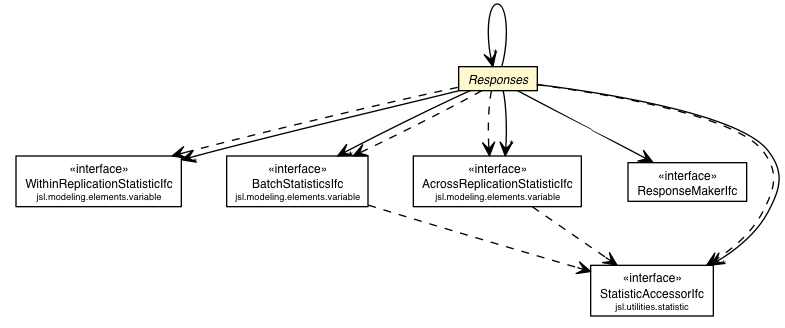 Responses
«interface»
WithinReplicationStatisticIfc
jsl.modeling.elements.variable
«interface»
BatchStatisticsIfc
jsl.modeling.elements.variable
«interface»
AcrossReplicationStatisticIfc
jsl.modeling.elements.variable
«interface»
ResponseMakerIfc
«interface»
StatisticAccessorIfc
jsl.utilities.statistic